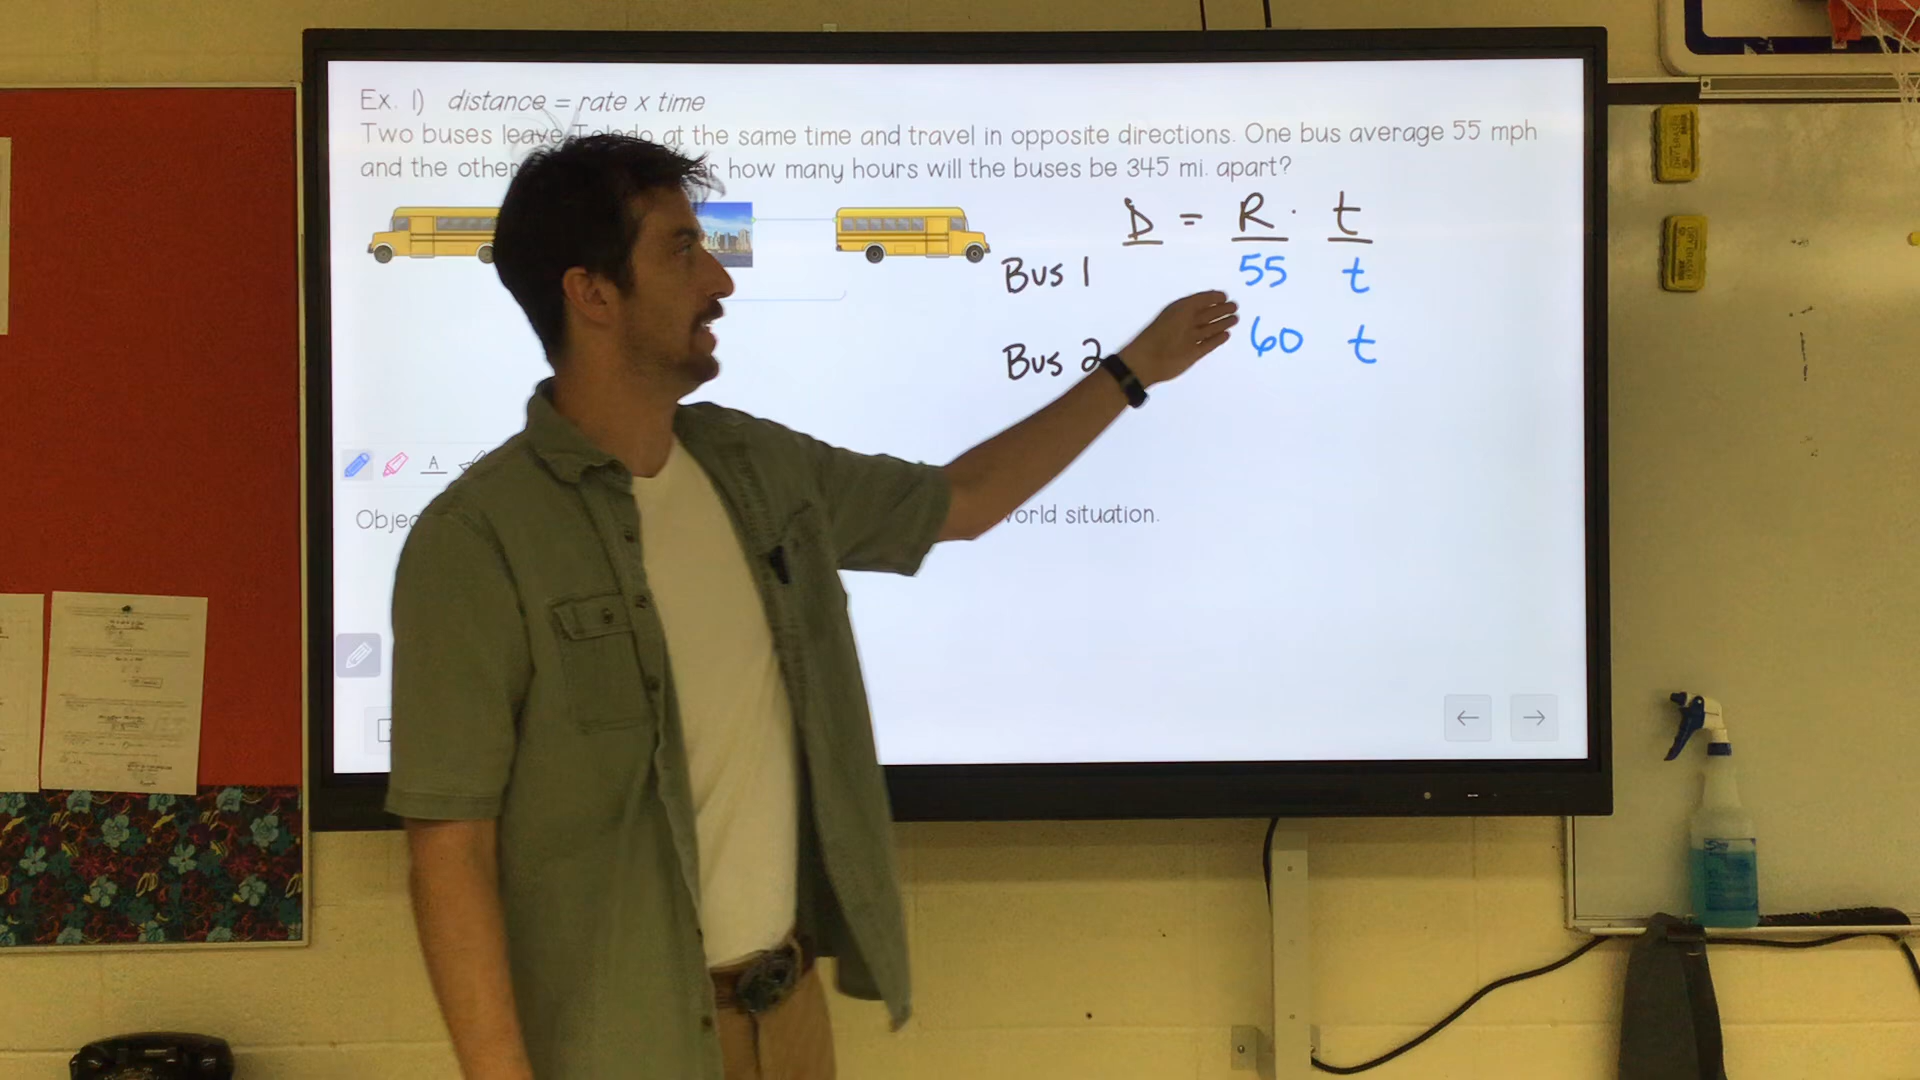 Ex. 1) distance = rate x time
Two buses leave Toledo at the same time and travel in opposite directions. One bus average 55 mph
and the other how many hours will the buses be 345 mi. apart?
D = R · t
Bus 1 55 t
Bus 2 60 t
A
world situation.